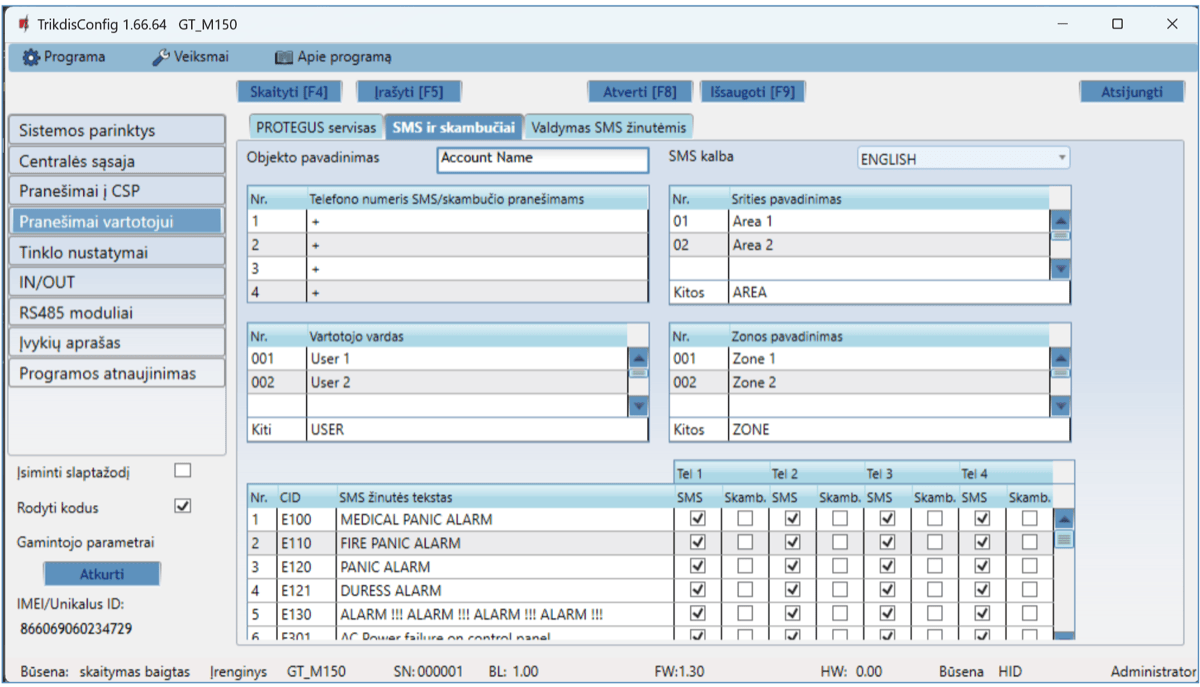 TrikdisConfig 1.66.64 GT_M150
Programa Veiksmai Apie programą
Skaityti [F4] Įrašyti [F5] Atverti [F8] Išsaugoti [F9] Atsijungti
Sistemos parinktys
Centralės sąsaja
Pranešimai į CSP
Pranešimai vartotojui
Tinklo nustatymai
IN/OUT
RS485 moduliai
Įvykių aprašas
Programos atnaujinimas
Įsiminti slaptažodį
Rodyti kodus
Gamintojo parametrai
Atkurti
IMEI/Unikalus ID:
866069060234729
PROTEGUS servisas SMS ir skambučiai Valdymas SMS žinutėmis
Objekto pavadinimas Account Name SMS kalba ENGLISH
Nr. Telefono numeris SMS/skambučio pranešimams
1 +
2 +
3 +
4 +
Nr. Srities pavadinimas
01 Area 1
02 Area 2
Kitos AREA
Nr. Vartotojo vardas
001 User 1
002 User 2
Kiti USER
Nr. Zonos pavadinimas
001 Zone 1
002 Zone 2
Kitos ZONE
Tel 1 Tel 2 Tel 3 Tel 4
Nr. CID SMS žinutės tekstas SMS Skamb. SMS Skamb. SMS Skamb. SMS Skamb.
1 E100 MEDICAL PANIC ALARM
2 E110 FIRE PANIC ALARM
3 E120 PANIC ALARM
4 E121 DURESS ALARM
5 E130 ALARM !!! ALARM !!! ALARM !!! ALARM !!!
6 E301 AC Power failure on control panel
Būsena: skaitymas baigtas Įrenginys GT_M150 SN:000001 BL: 1.00 FW:1.30 HW: 0.00 Būsena HID Administrator